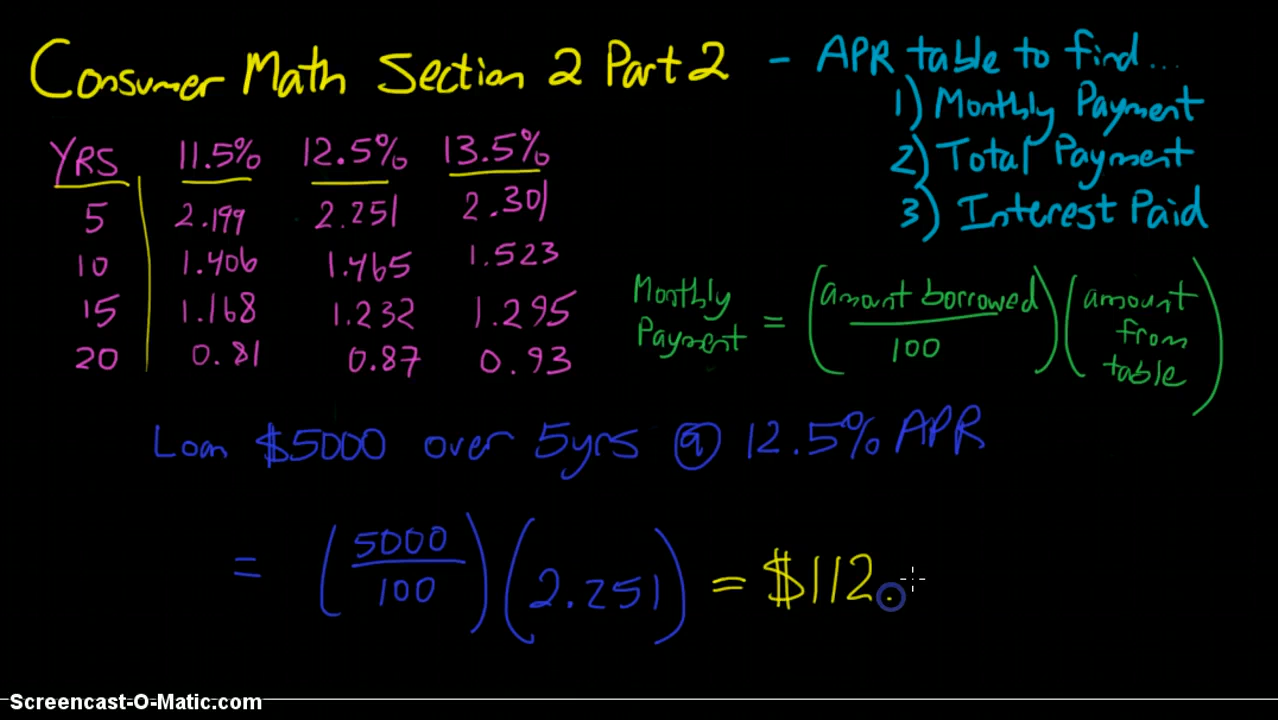 Consumer Math Section 2 Part 2
- APR table to find...
1) Monthly Payment
2) Total Payment
3) Interest Paid
YRS 11.5% 12.5% 13.5%
5 2.199 2.251 2.301
10 1.406 1.465 1.523
15 1.168 1.232 1.295
20 0.81 0.87 0.93
Monthly Payment = (amount borrowed / 100) (amount from table)
Loan $5000 over 5yrs @ 12.5% APR
= (5000 / 100) (2.251) = $112.
Screencast-O-Matic.com